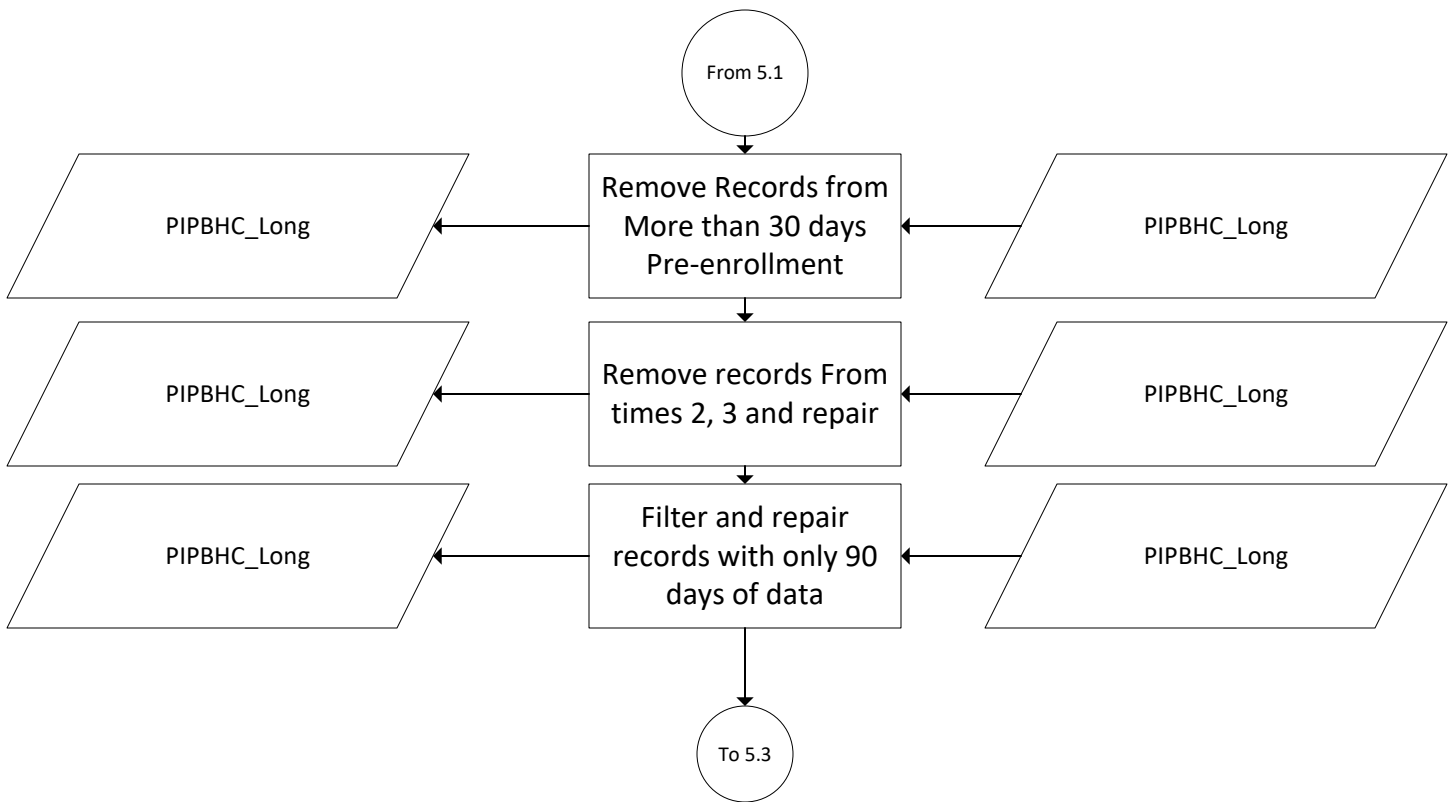 From 5.1
PIPBHC_Long
Remove Records from
More than 30 days
Pre-enrollment
PIPBHC_Long
PIPBHC_Long
Remove records From
times 2, 3 and repair
PIPBHC_Long
PIPBHC_Long
Filter and repair
records with only 90
days of data
PIPBHC_Long
To 5.3